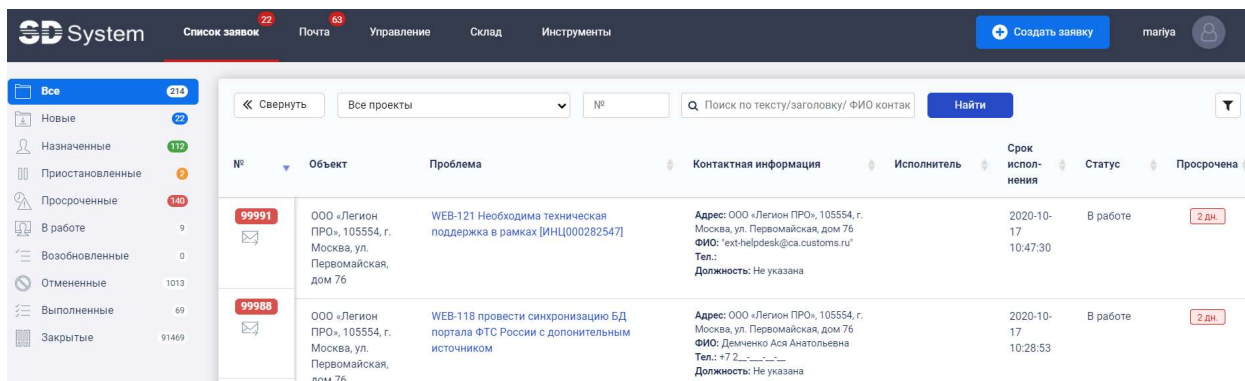 22
63
SD System
Список заявок
Почта
Управление
Склад
Инструменты
Создать заявку
mariya
Все 214
Новые 22
Назначенные 112
Приостановленные 2
Просроченные 140
В работе 9
Возобновленные 0
Отмененные 1013
Выполненные 69
Закрытые 91469
Свернуть
Все проекты
№
Поиск по тексту/заголовку/ ФИО контак
Найти
№
Объект
Проблема
Контактная информация
Исполнитель
Срок
испол-
нения
Статус
Просрочена
99991
ООО «Легион
ПРО», 105554, г.
Москва, ул.
Первомайская,
дом 76
WEB-121 Необходима техническая
поддержка в рамках [ИНЦ000282547]
Адрес: ООО «Легион ПРО», 105554, г.
Москва, ул. Первомайская, дом 76
ФИО: "ext-helpdesk@ca.customs.ru"
Тел.:
Должность: Не указана
2020-10-
17
10:47:30
В работе
2 дн.
99988
ООО «Легион
ПРО», 105554, г.
Москва, ул.
Первомайская,
дом 76
WEB-118 провести синхронизацию БД
портала ФТС России с допонительным
источником
Адрес: ООО «Легион ПРО», 105554, г.
Москва, ул. Первомайская, дом 76
ФИО: Демченко Ася Анатольевна
Тел.: +7 2__-___-__-__
Должность: Не указана
2020-10-
17
10:28:53
В работе
2 дн.